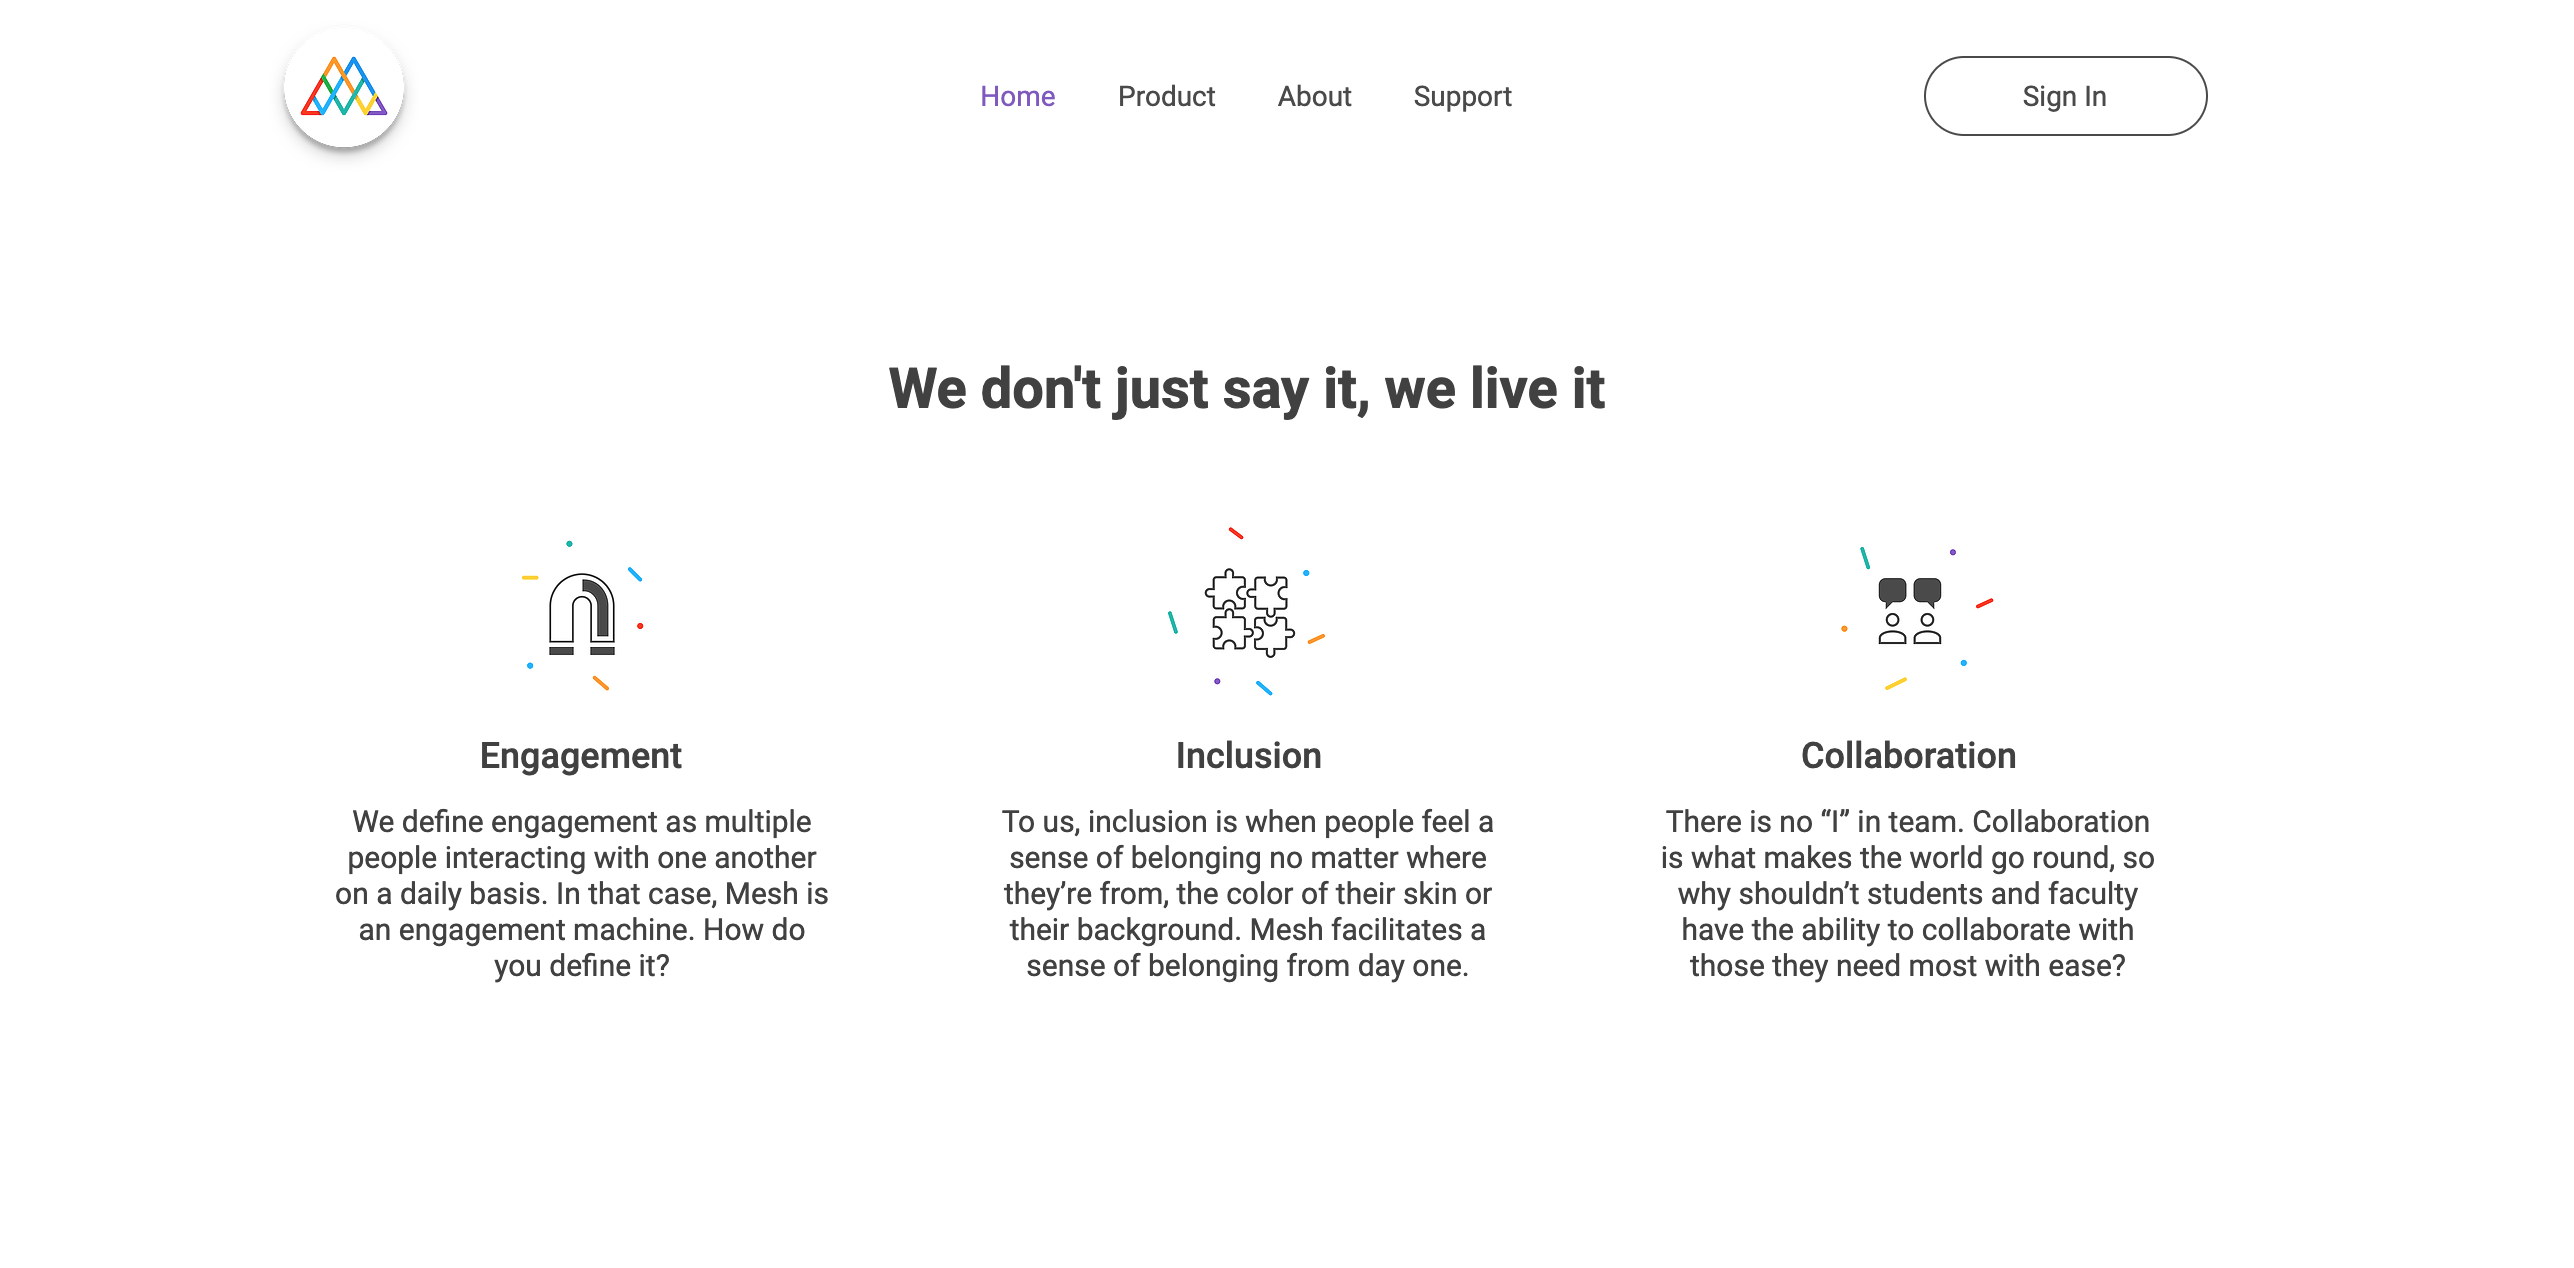 Home Product About Support Sign In
We don't just say it, we live it
Engagement
We define engagement as multiple
people interacting with one another
on a daily basis. In that case, Mesh is
an engagement machine. How do
you define it?
Inclusion
To us, inclusion is when people feel a
sense of belonging no matter where
they’re from, the color of their skin or
their background. Mesh facilitates a
sense of belonging from day one.
Collaboration
There is no “I” in team. Collaboration
is what makes the world go round, so
why shouldn’t students and faculty
have the ability to collaborate with
those they need most with ease?